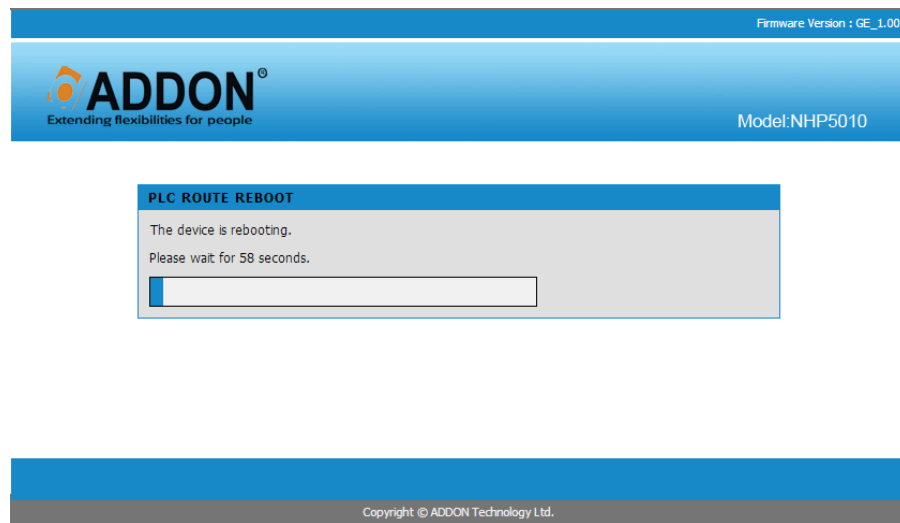 Firmware Version : GE_1.00
ADDON®
Extending flexibilities for people
Model:NHP5010
PLC ROUTE REBOOT
The device is rebooting.
Please wait for 58 seconds.
Copyright © ADDON Technology Ltd.